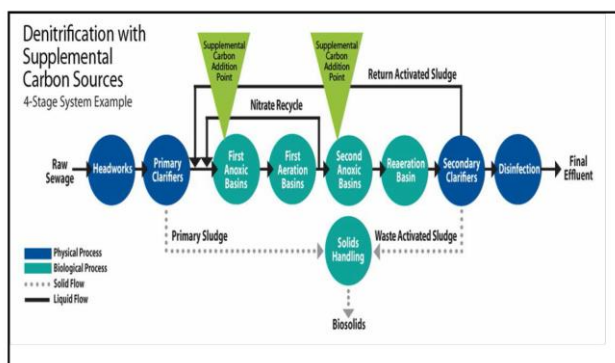 Denitrification with
Supplemental
Carbon Sources
4-Stage System Example
Supplemental
Carbon
Addition
Point
Supplemental
Carbon
Addition
Point
Return Activated Sludge
Nitrate Recycle
Raw
Sewage
Headworks
Primary
Clarifiers
First
Anoxic
Basins
First
Aeration
Basins
Second
Anoxic
Basins
Reaeration
Basin
Secondary
Clarifiers
Disinfection
Final
Effluent
Primary Sludge
Solids
Handling
Waste Activated Sludge
Physical Process
Biological Process
Solid Flow
Liquid Flow
Biosolids